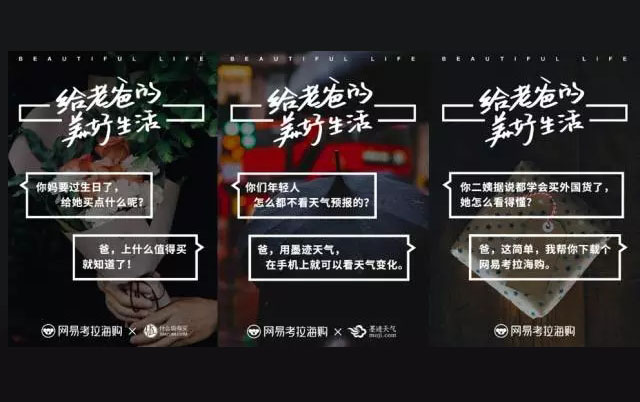 BEAUTIFUL LIFE
给老爸的
美好生活
你妈要过生日了，
给她买点什么呢？
爸，上什么值得买
就知道了！
网易考拉海购 × 什么值得买
BEAUTIFUL LIFE
给老爸的
美好生活
你们年轻人
怎么都不看天气预报的？
爸，用墨迹天气，
在手机上就可以看天气变化。
网易考拉海购 × 墨迹天气
moji.com
BEAUTIFUL LIFE
给老爸的
美好生活
你二姨据说都学会买外国货了，
她怎么看得懂？
爸，这简单，我帮你下载个
网易考拉海购。
网易考拉海购